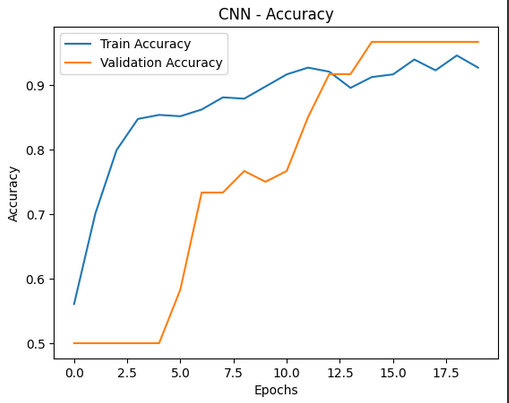 CNN - Accuracy
Train Accuracy
Validation Accuracy
0.9
0.8
0.7
0.6
0.5
Accuracy
0.0 2.5 5.0 7.5 10.0 12.5 15.0 17.5
Epochs